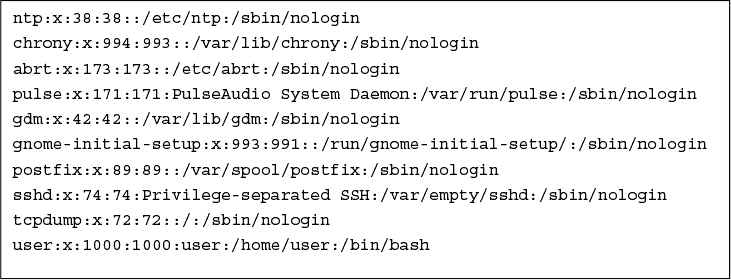 ntp:x:38:38::/etc/ntp:/sbin/nologin
chrony:x:994:993::/var/lib/chrony:/sbin/nologin
abrt:x:173:173::/etc/abrt:/sbin/nologin
pulse:x:171:171:PulseAudio System Daemon:/var/run/pulse:/sbin/nologin
gdm:x:42:42::/var/lib/gdm:/sbin/nologin
gnome-initial-setup:x:993:991::/run/gnome-initial-setup/:/sbin/nologin
postfix:x:89:89::/var/spool/postfix:/sbin/nologin
sshd:x:74:74:Privilege-separated SSH:/var/empty/sshd:/sbin/nologin
tcpdump:x:72:72::/:/sbin/nologin
user:x:1000:1000:user:/home/user:/bin/bash